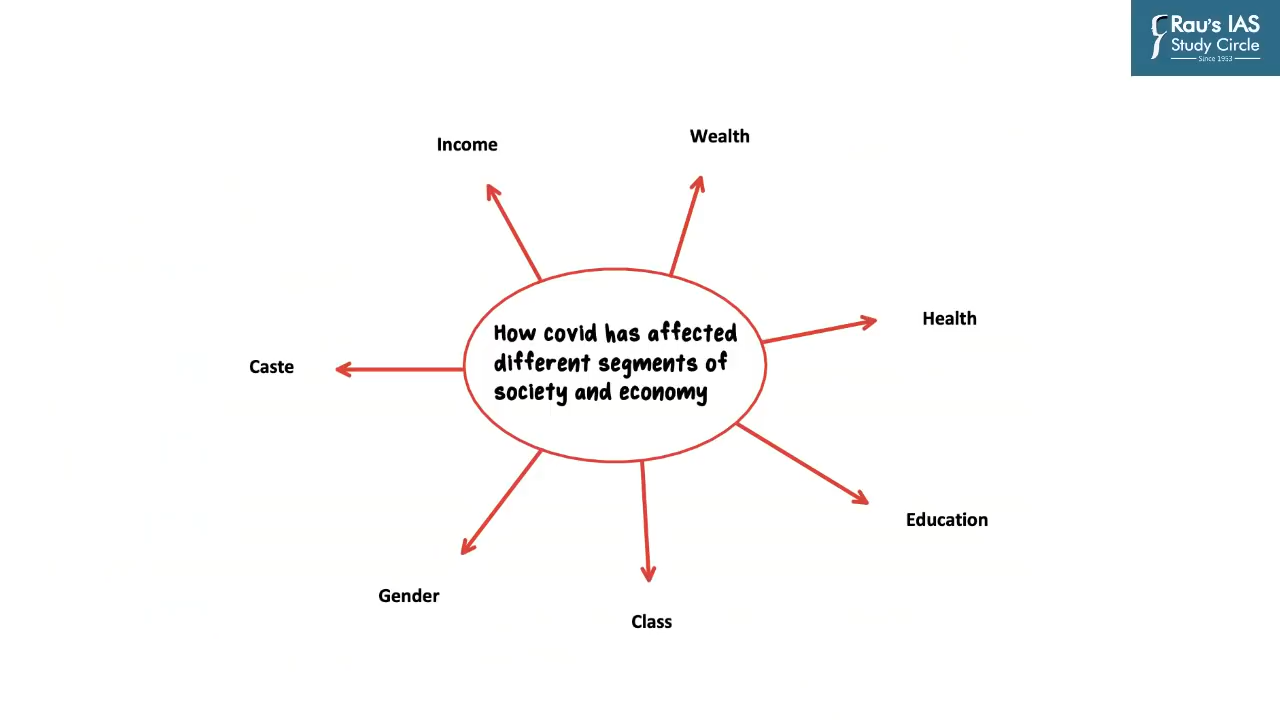 Rau's IAS
Study Circle
Since 1953
Income
Wealth
Health
How covid has affected
different segments of
society and economy
Caste
Education
Gender
Class